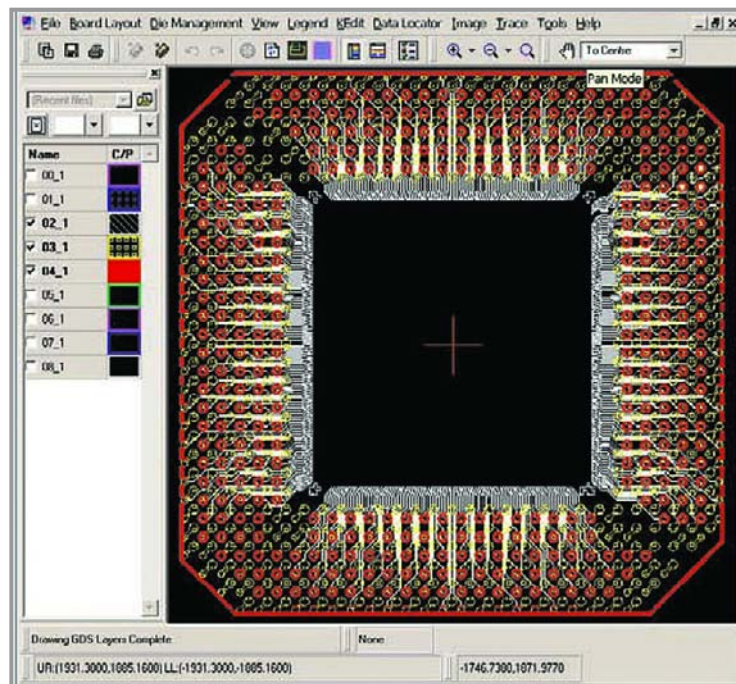 File Board Layout Die Management View Legend KEdit Data Locator Image Trace Tools Help
To Centre
Pan Mode
(Recent files)
Name C/P
00_1
01_1
02_1
03_1
04_1
05_1
06_1
07_1
08_1
Drawing GDS Layers Complete None
UR:(1931.3000,1885.1600) LL:(-1931.3000,-1885.1600) -1746.7380,1871.9770